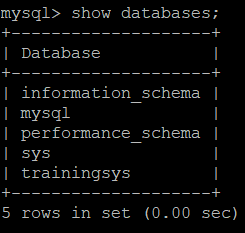 mysql> show databases;
+--------------------+
| Database           |
+--------------------+
| information_schema |
| mysql              |
| performance_schema |
| sys                |
| trainingsys        |
+--------------------+
5 rows in set (0.00 sec)